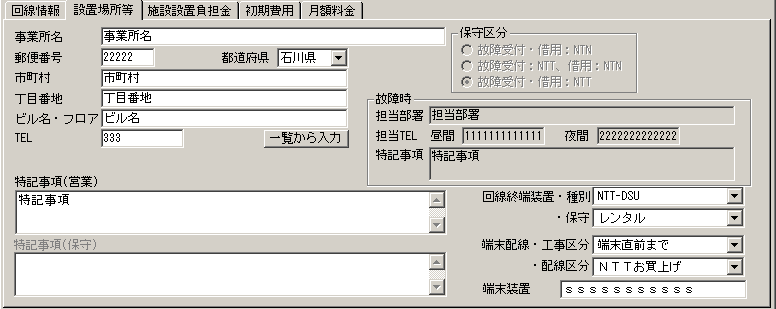 回線情報 設置場所等 施設設置負担金 初期費用 月額料金
事業所名 事業所名
郵便番号 22222 都道府県 石川県
市町村 市町村
丁目番地 丁目番地
ビル名・フロア ビル名
TEL 333 一覧から入力
保守区分
故障受付・借用：NTN
故障受付：NTT、借用：NTN
故障受付・借用：NTT
故障時
担当部署 担当部署
担当TEL 昼間 1111111111111 夜間 2222222222222
特記事項 特記事項
特記事項(営業)
特記事項
特記事項(保守)
回線終端装置・種別 NTT-DSU
・保守 レンタル
端末配線・工事区分 端末直前まで
・配線区分 ＮＴＴお買上げ
端末装置 ｓｓｓｓｓｓｓｓｓｓｓ